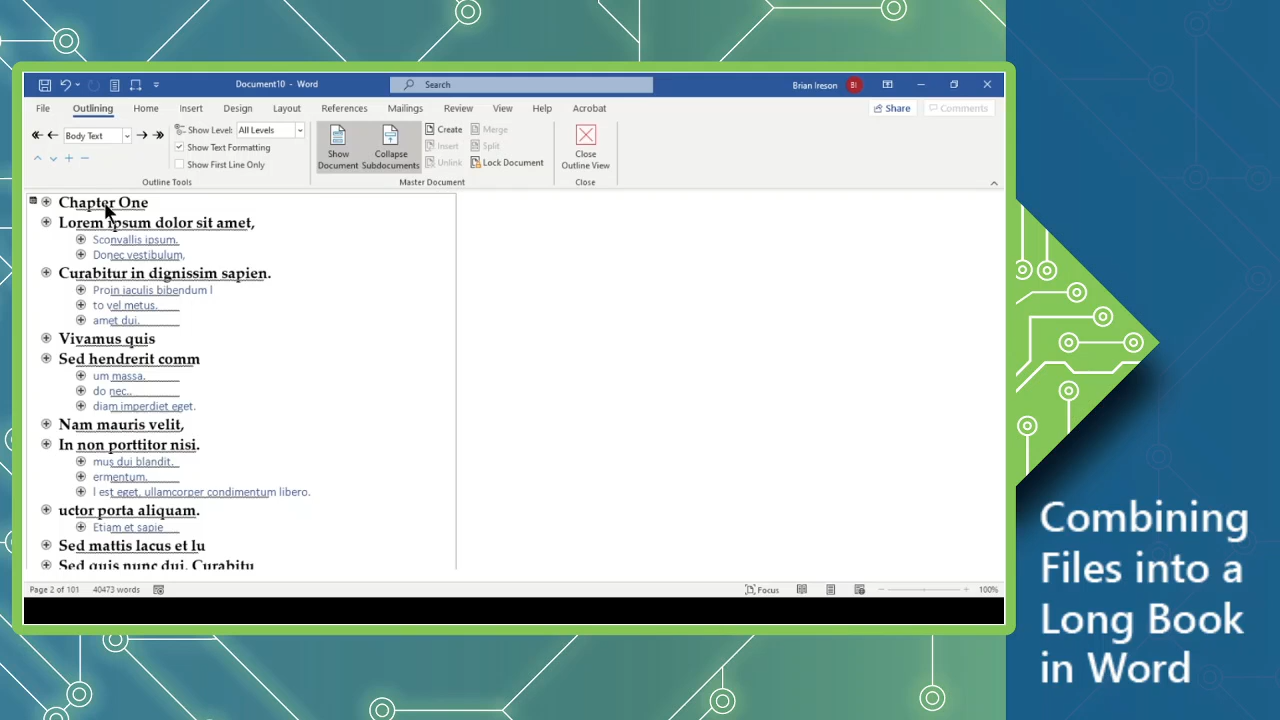 Document10 - Word
Search
Brian Ireson
BI
File
Outlining
Home
Insert
Design
Layout
References
Mailings
Review
View
Help
Acrobat
Share
Comments
Body Text
Show Level:
All Levels
Show Text Formatting
Show First Line Only
Outline Tools
Show
Document
Collapse
Subdocuments
Create
Insert
Unlink
Merge
Split
Lock Document
Master Document
Close
Outline View
Close
Chapter One
Lorem ipsum dolor sit amet,
Sconvallis ipsum.
Donec vestibulum,
Curabitur in dignissim sapien.
Proin iaculis bibendum l
to vel metus.
amet dui.
Vivamus quis
Sed hendrerit comm
um massa.
do nec..
diam imperdiet eget.
Nam mauris velit,
In non porttitor nisi.
mus dui blandit.
ermentum.
l est eget, ullamcorper condimentum libero.
uctor porta aliquam.
Etiam et sapie
Sed mattis lacus et lu
Sed quis nunc dui. Curabitu
Page 2 of 101
40473 words
Focus
100%
Combining
Files into a
Long Book
in Word